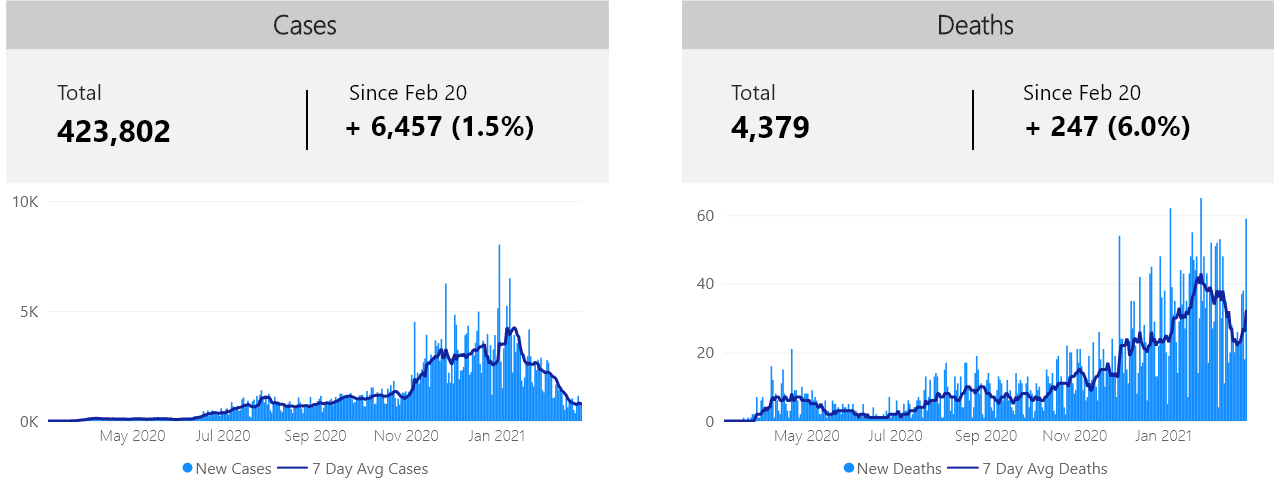 Cases
Total
423,802
Since Feb 20
+ 6,457 (1.5%)
10K
5K
0K
May 2020 Jul 2020 Sep 2020 Nov 2020 Jan 2021
New Cases 7 Day Avg Cases
Deaths
Total
4,379
Since Feb 20
+ 247 (6.0%)
60
40
20
0
May 2020 Jul 2020 Sep 2020 Nov 2020 Jan 2021
New Deaths 7 Day Avg Deaths